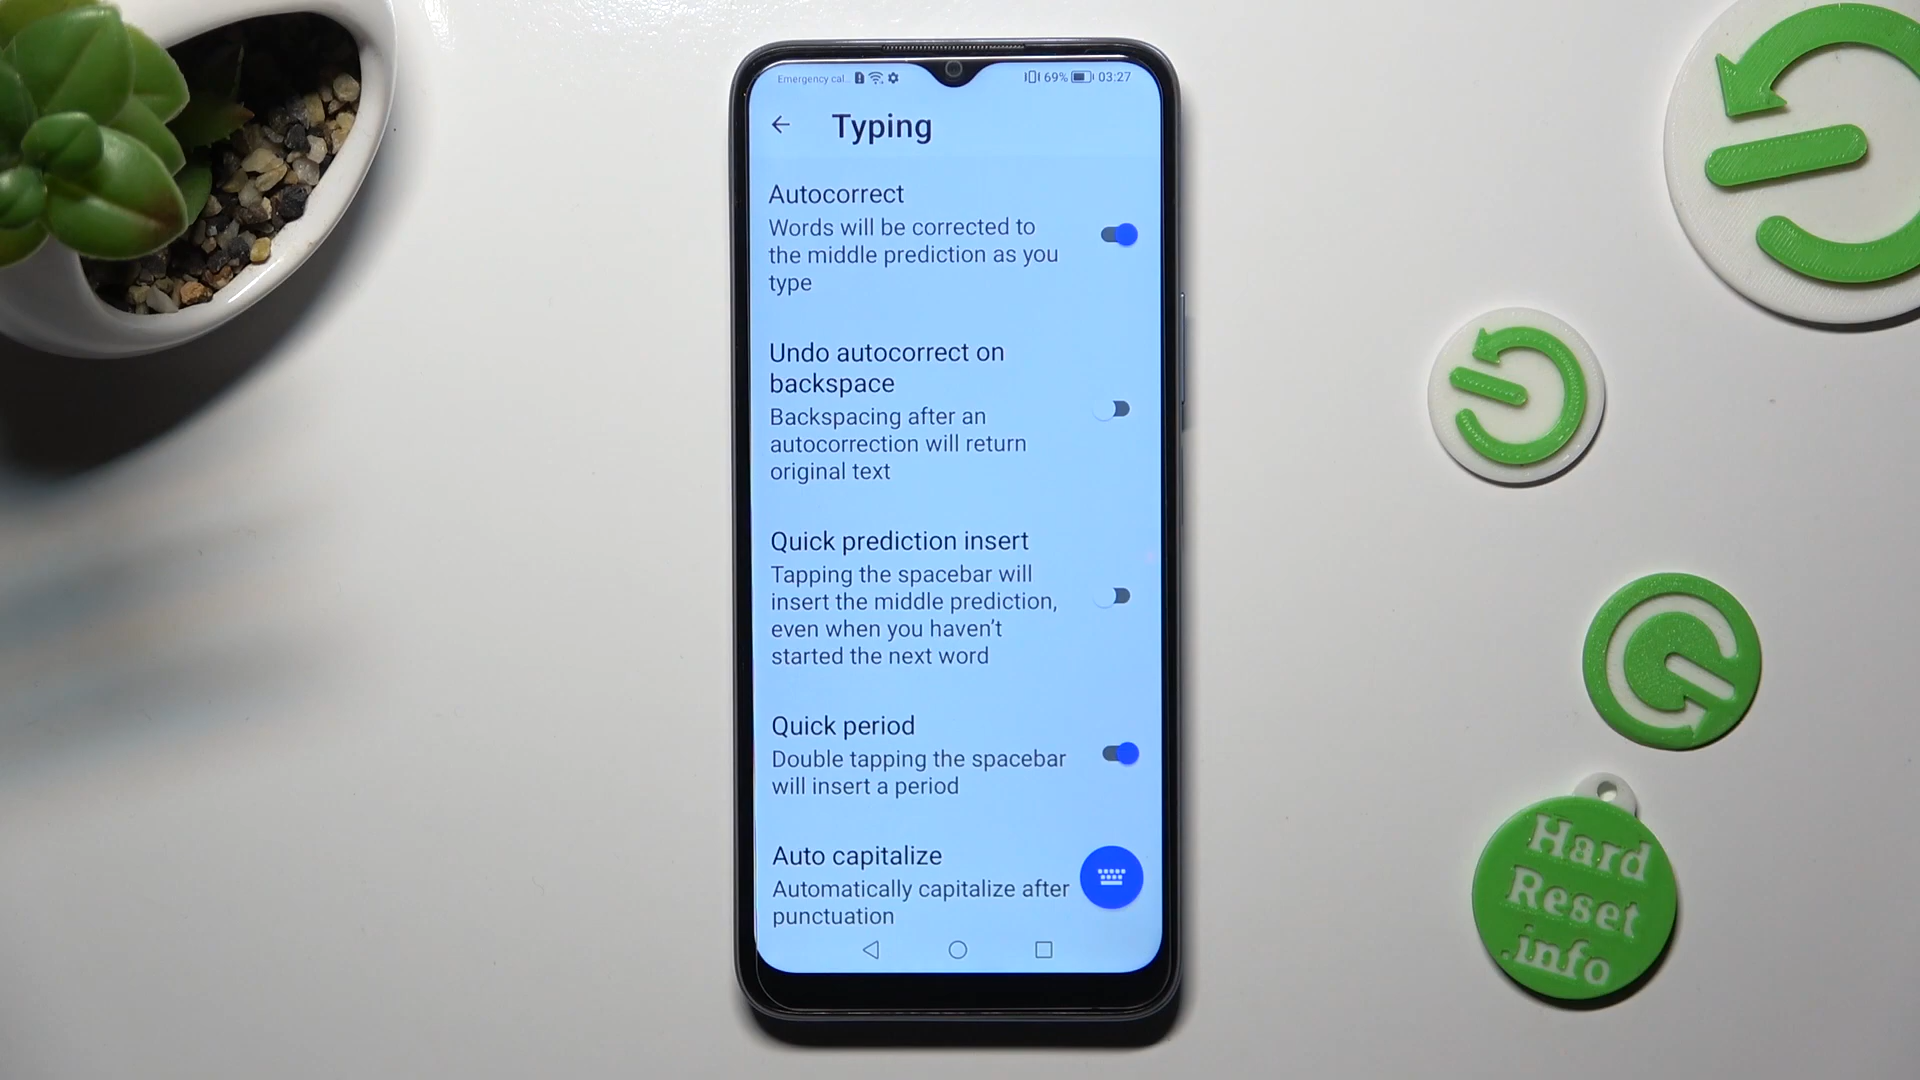 Emergency cal... 69% 03:27
Typing
Autocorrect
Words will be corrected to
the middle prediction as you
type
Undo autocorrect on
backspace
Backspacing after an
autocorrection will return
original text
Quick prediction insert
Tapping the spacebar will
insert the middle prediction,
even when you haven’t
started the next word
Quick period
Double tapping the spacebar
will insert a period
Auto capitalize
Automatically capitalize after
punctuation
Hard
Reset
.info